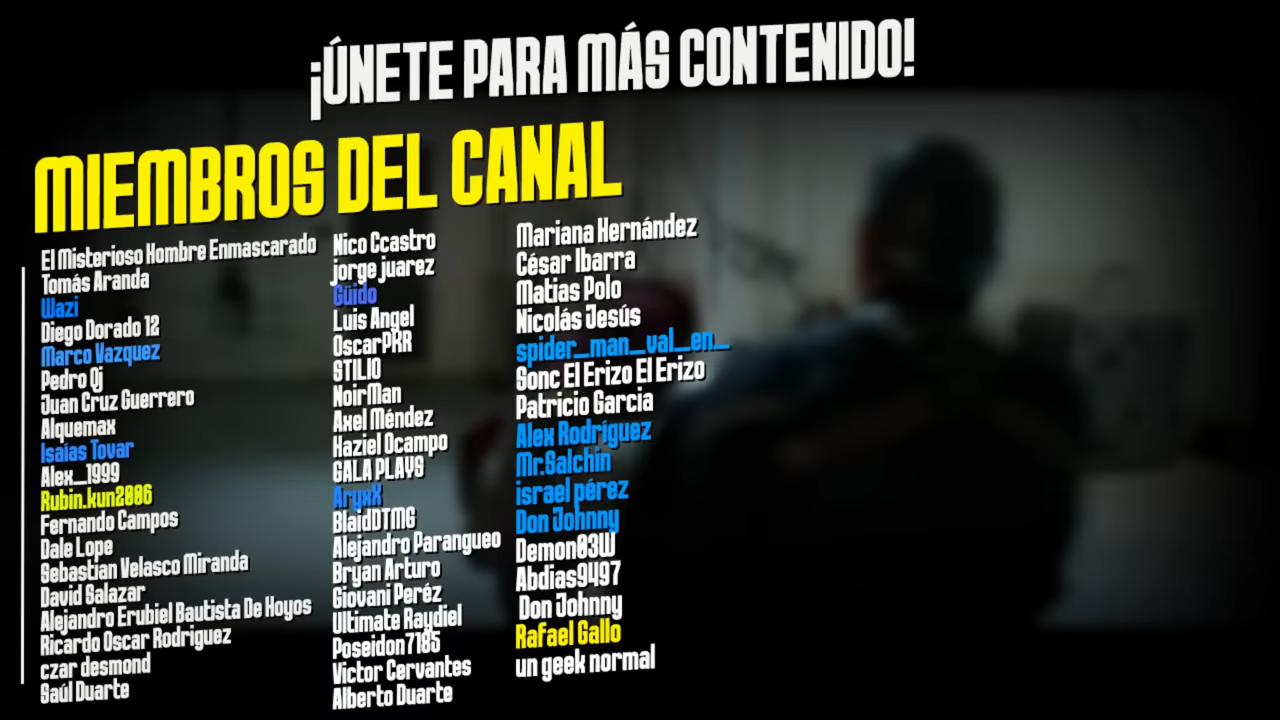 ¡ÚNETE PARA MÁS CONTENIDO!
MIEMBROS DEL CANAL
El Misterioso Hombre Enmascarado
Tomás Aranda
Wazi
Diego Dorado 12
Marco Vazquez
Pedro Qj
Juan Cruz Guerrero
Alquemax
Isaías Tovar
Alex_1999
Rubin.kun2006
Fernando Campos
Dale Lope
Sebastian Velasco Miranda
David Salazar
Alejandro Erubiel Bautista De Hoyos
Ricardo Oscar Rodriguez
czar desmond
Saúl Duarte
Nico Ccastro
jorge juarez
Güido
Luis Angel
OscarPKR
STILIO
NoirMan
Axel Méndez
Haziel Ocampo
GALA PLAYS
AryxX
BlaidDTMG
Alejandro Parangueo
Bryan Arturo
Giovani Peréz
Ultimate Raydiel
Poseidon7185
Victor Cervantes
Alberto Duarte
Mariana Hernández
César Ibarra
Matias Polo
Nicolás Jesús
spider_man_val_en_
Sonc El Erizo El Erizo
Patricio Garcia
Alex Rodríguez
Mr.Salchin
israel pérez
Don Johnny
Demon03W
Abdias9497
Don Johnny
Rafael Gallo
un geek normal